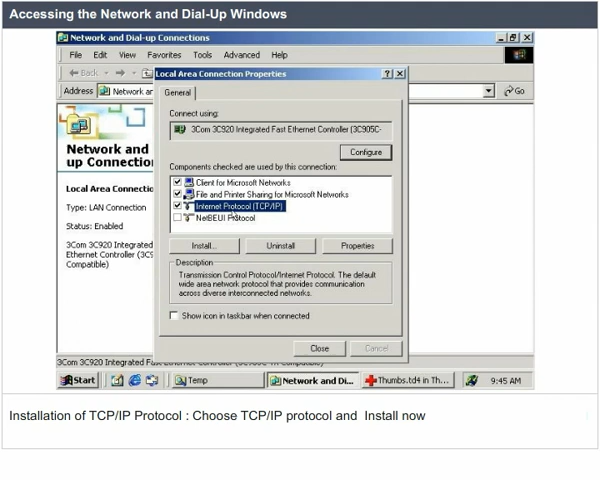 Accessing the Network and Dial-Up Windows
Network and Dial-up Connections
File Edit View Favorites Tools Advanced Help
Back
Local Area Connection Properties
Address Network ar
Go
General
Connect using:
3Com 3C920 Integrated Fast Ethernet Controller (3C905C-
Configure
Components checked are used by this connection:
Client for Microsoft Networks
File and Printer Sharing for Microsoft Networks
Internet Protocol (TCP/IP)
NetBEUI Protocol
Install... Uninstall Properties
Description
Transmission Control Protocol/Internet Protocol. The default
wide area network protocol that provides communication
across diverse interconnected networks.
Show icon in taskbar when connected
Close Cancel
Network and
up Connectio
Local Area Connectio
Type: LAN Connection
Status: Enabled
3Com 3C920 Integrated
Ethernet Controller (3C9
Compatible)
3Com 3C920 Integrated
Start Temp Network and Di... Thumbs.td4 in Th... 9:45 AM
Installation of TCP/IP Protocol : Choose TCP/IP protocol and Install now